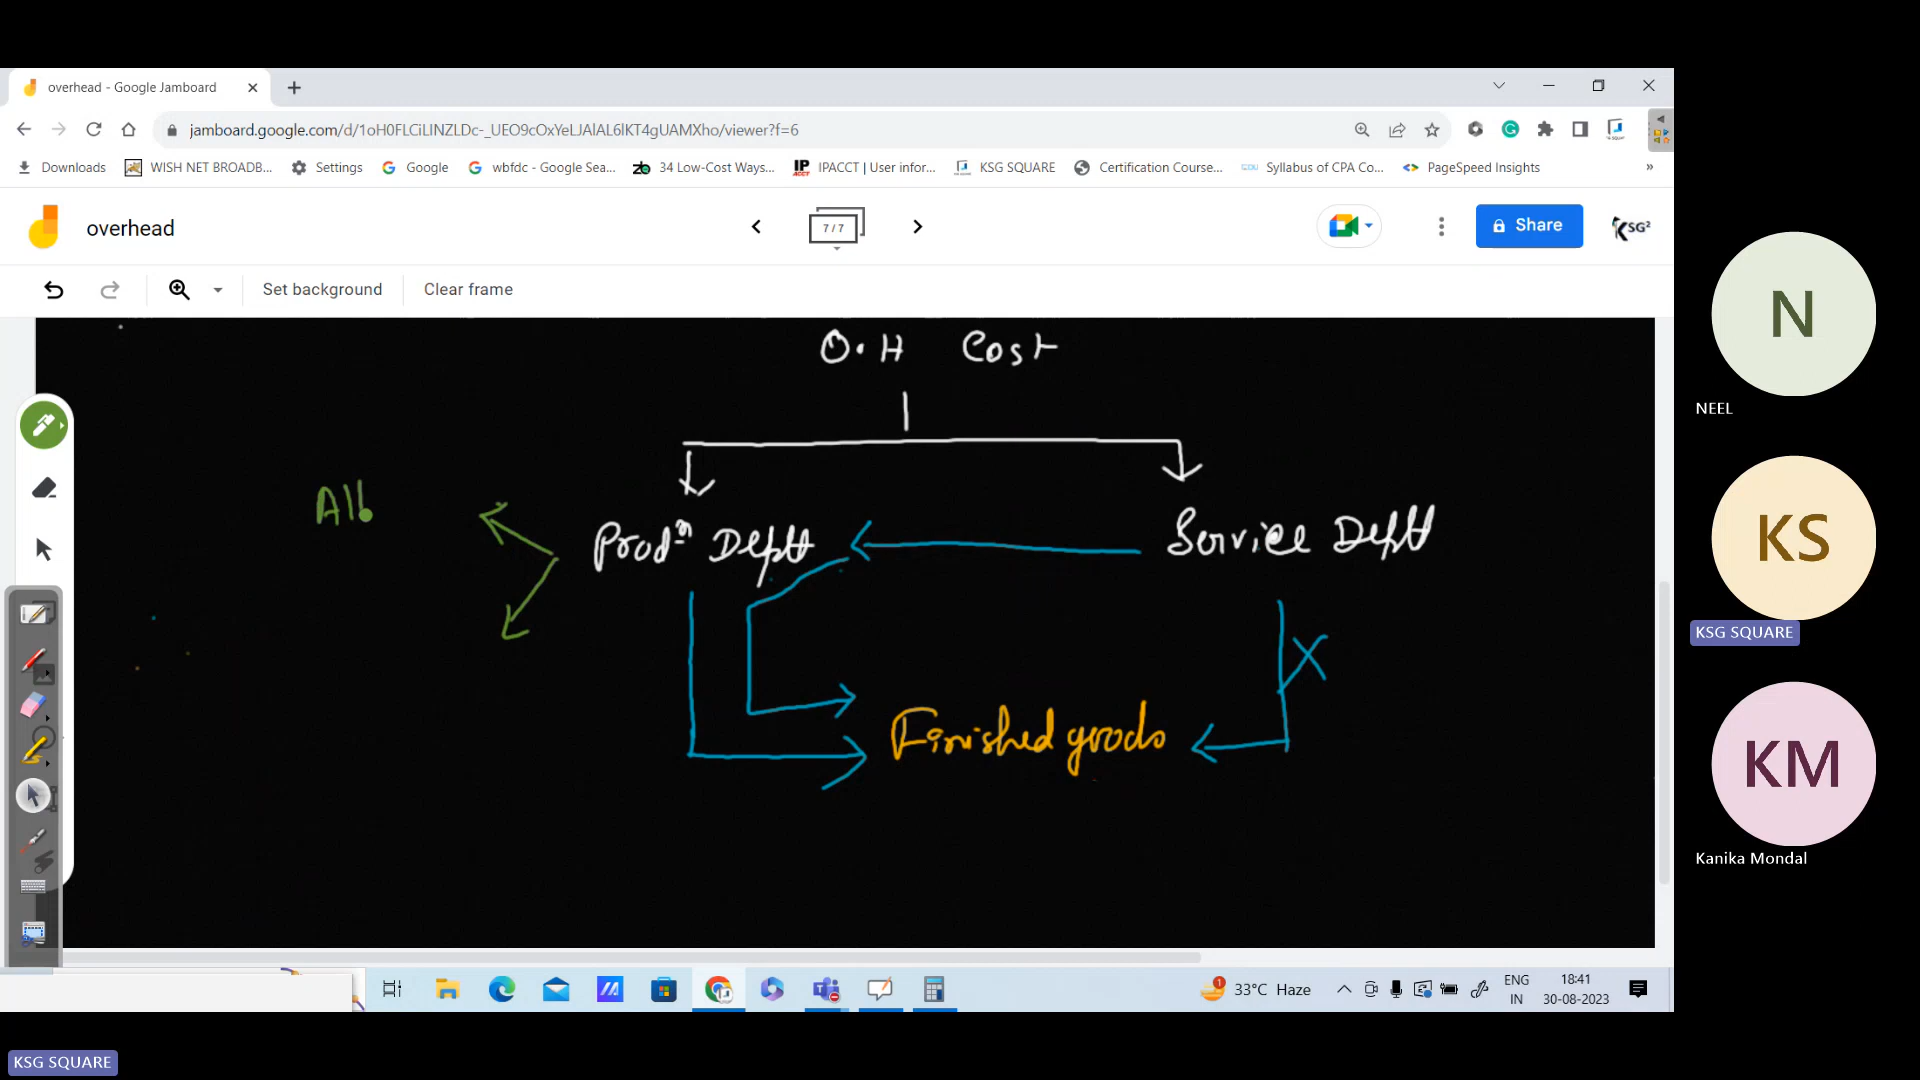 overhead - Google Jamboard
jamboard.google.com/d/1oH0FLCiLINZLDc-_UEO9cOxYeLJAlAL6lKT4gUAMXho/viewer?f=6
Downloads WISH NET BROADB... Settings Google wbfdc - Google Sea... 34 Low-Cost Ways... IPACCT | User infor... KSG SQUARE Certification Course... Syllabus of CPA Co... PageSpeed Insights »
overhead 7 / 7 Share KSG²
Set background Clear frame
O.H Cost
All
Prodⁿ Deptt Service Deptt
Finished goods
N
NEEL
KS
KSG SQUARE
KM
Kanika Mondal
1 33°C Haze ENG IN 18:41 30-08-2023
KSG SQUARE